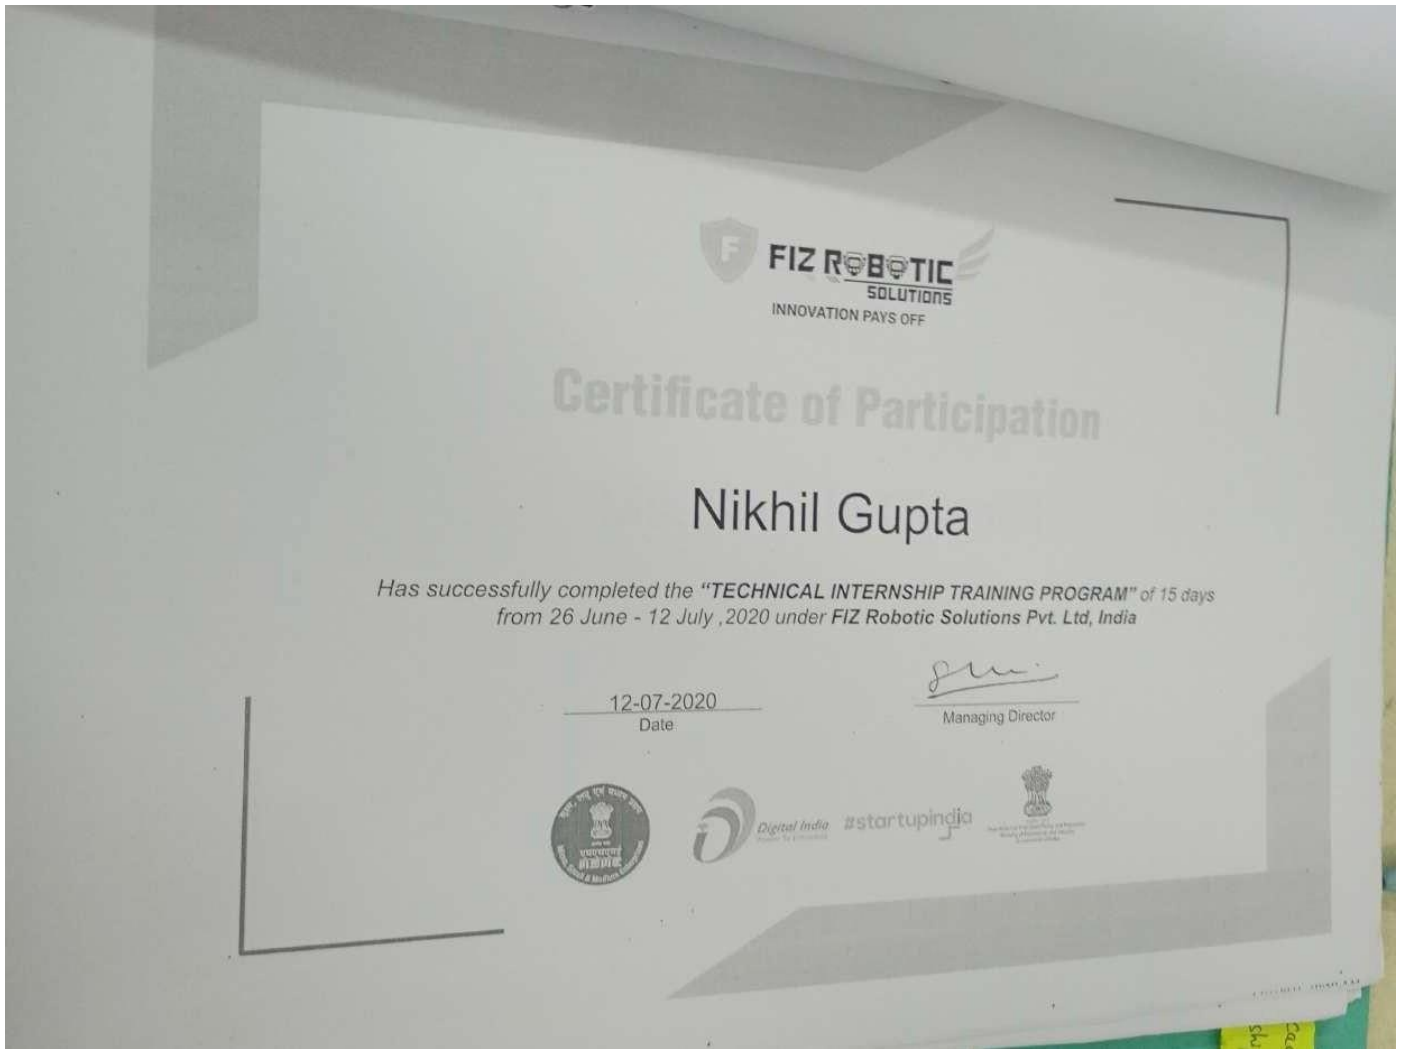 F
FIZ ROBOTIC
SOLUTIONS
INNOVATION PAYS OFF
Certificate of Participation
Nikhil Gupta
Has successfully completed the “TECHNICAL INTERNSHIP TRAINING PROGRAM” of 15 days
from 26 June - 12 July ,2020 under FIZ Robotic Solutions Pvt. Ltd, India
12-07-2020
Date
Managing Director
Digital India
#startupindia